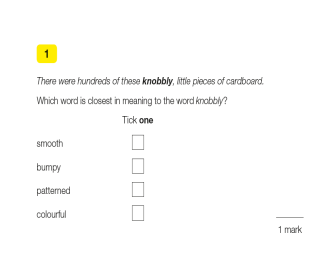 1
There were hundreds of these knobbly, little pieces of cardboard.
Which word is closest in meaning to the word knobbly?
Tick one
smooth
bumpy
patterned
colourful
1 mark